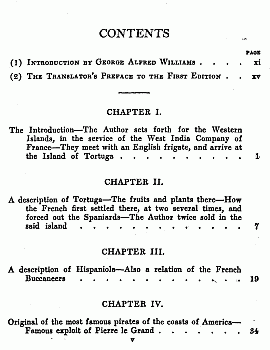 CONTENTS
PAGE
(1) INTRODUCTION BY GEORGE ALFRED WILLIAMS . . . . xi
(2) THE TRANSLATOR'S PREFACE TO THE FIRST EDITION . . xv
CHAPTER I.
The Introduction—The Author sets forth for the Western
Islands, in the service of the West India Company of
France—They meet with an English frigate, and arrive at
the Island of Tortuga . . . . . . . . . . 1
CHAPTER II.
A description of Tortuga—The fruits and plants there—How
the French first settled there, at two several times, and
forced out the Spaniards—The Author twice sold in the
said island . . . . . . . . . . . . 7
CHAPTER III.
A description of Hispaniola—Also a relation of the French
Buccaneers . . . . . . . . . . . . 19
CHAPTER IV.
Original of the most famous pirates of the coasts of America—
Famous exploit of Pierre le Grand . . . . . . 34
v